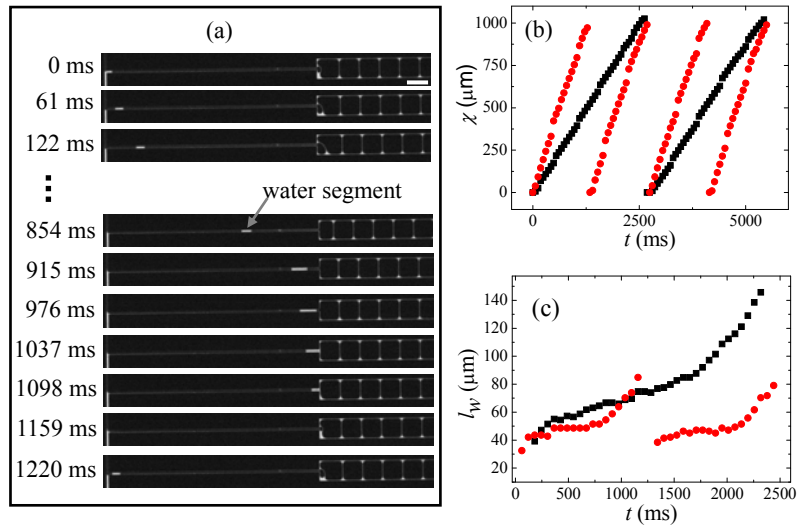 (a)
0 ms
61 ms
122 ms
water segment
854 ms
915 ms
976 ms
1037 ms
1098 ms
1159 ms
1220 ms
(b)
1000
750
500
250
0
χ (μm)
0 2500 5000
t (ms)
(c)
140
120
100
80
60
40
20
l_w (μm)
0 500 1000 1500 2000 2500
t (ms)